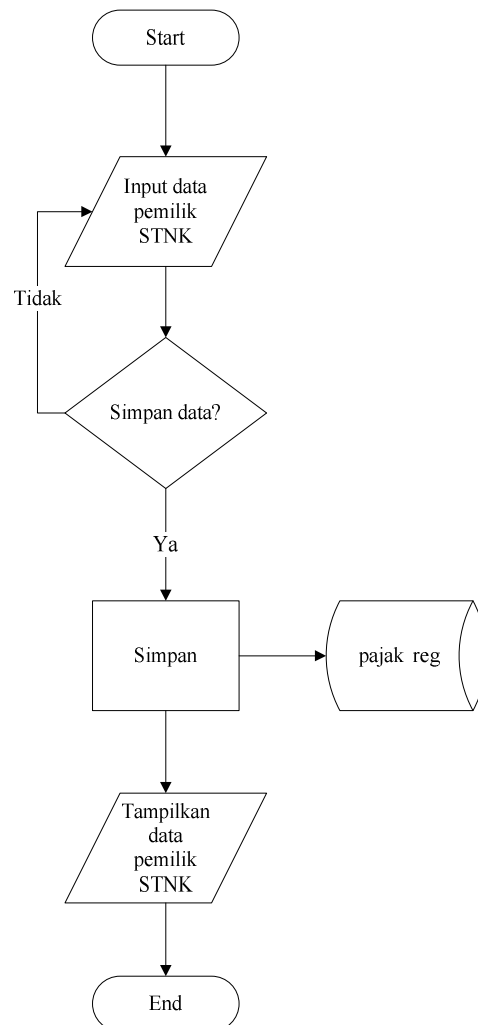 Start
Input data
pemilik
STNK
Tidak
Simpan data?
Ya
Simpan
pajak reg
Tampilkan
data
pemilik
STNK
End